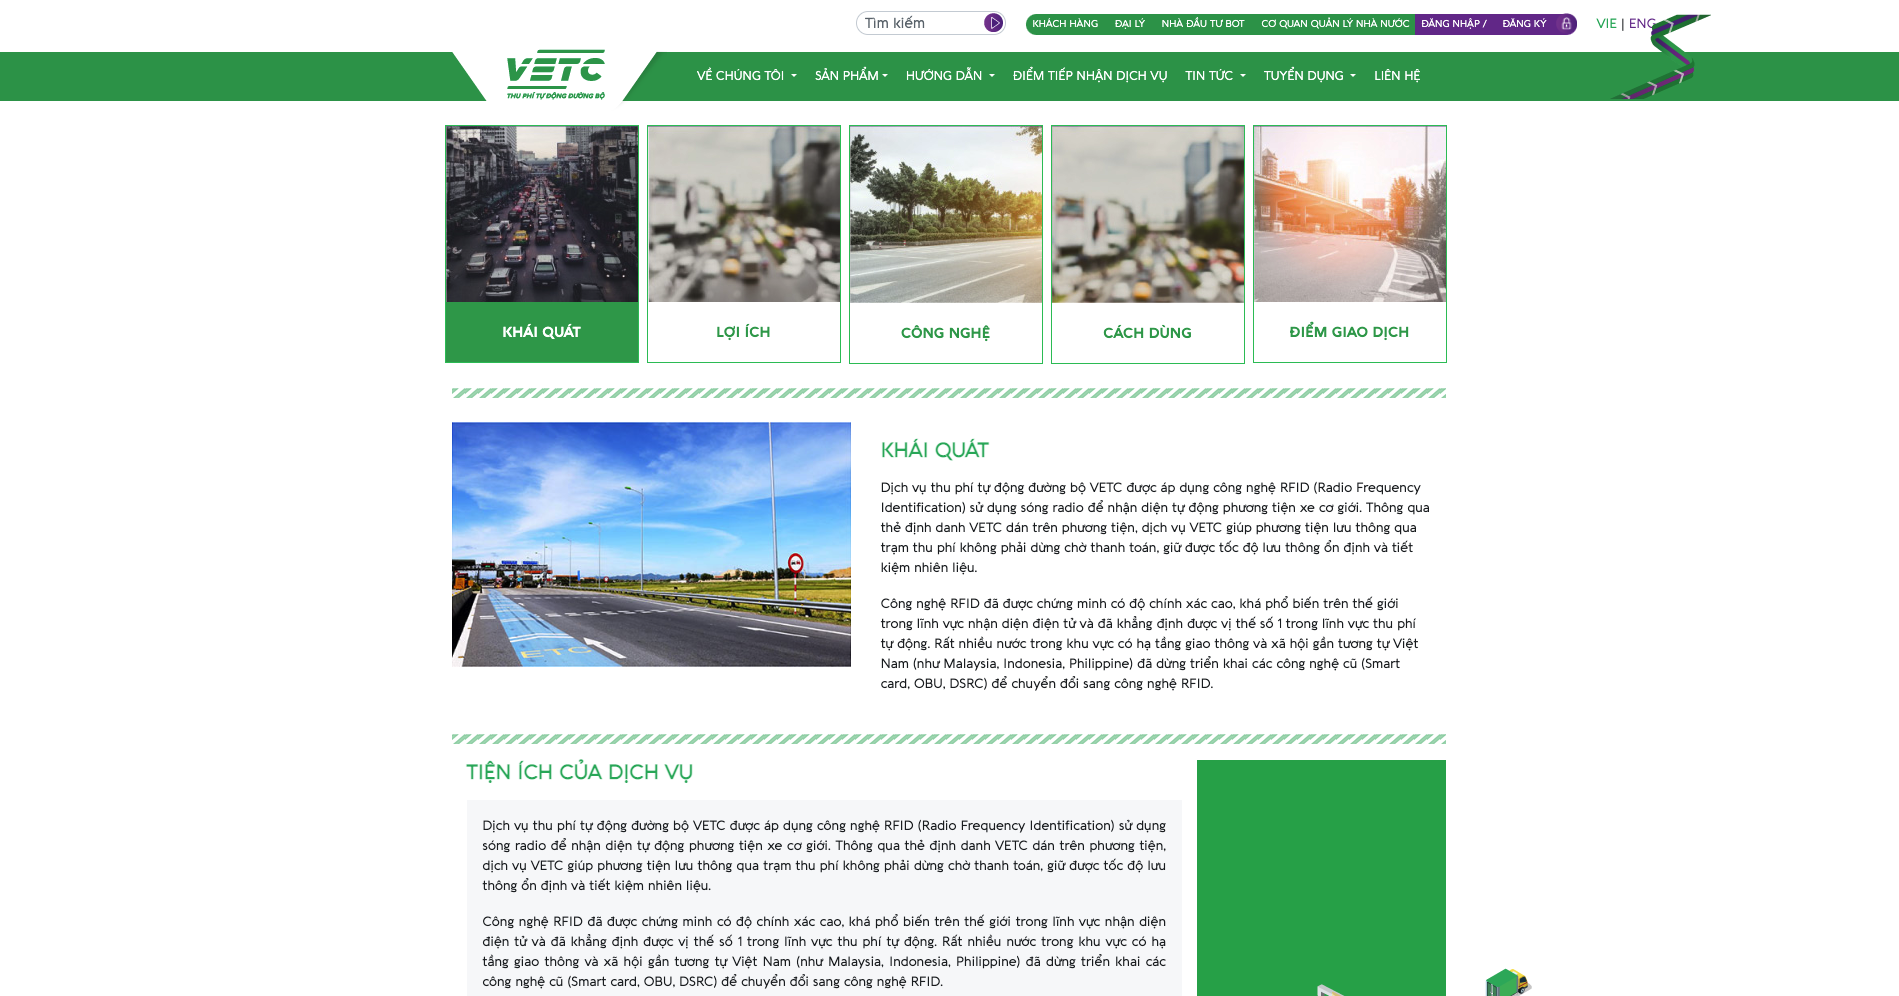 Tìm kiếm
KHÁCH HÀNG ĐẠI LÝ NHÀ ĐẦU TƯ BOT CƠ QUAN QUẢN LÝ NHÀ NƯỚC ĐĂNG NHẬP / ĐĂNG KÝ
VIE | ENG
VETC
THU PHÍ TỰ ĐỘNG ĐƯỜNG BỘ
VỀ CHÚNG TÔI SẢN PHẨM HƯỚNG DẪN ĐIỂM TIẾP NHẬN DỊCH VỤ TIN TỨC TUYỂN DỤNG LIÊN HỆ
KHÁI QUÁT
LỢI ÍCH
CÔNG NGHỆ
CÁCH DÙNG
ĐIỂM GIAO DỊCH
ETC
KHÁI QUÁT
Dịch vụ thu phí tự động đường bộ VETC được áp dụng công nghệ RFID (Radio Frequency
Identification) sử dụng sóng radio để nhận diện tự động phương tiện xe cơ giới. Thông qua
thẻ định danh VETC dán trên phương tiện, dịch vụ VETC giúp phương tiện lưu thông qua
trạm thu phí không phải dừng chờ thanh toán, giữ được tốc độ lưu thông ổn định và tiết
kiệm nhiên liệu.
Công nghệ RFID đã được chứng minh có độ chính xác cao, khá phổ biến trên thế giới
trong lĩnh vực nhận diện điện tử và đã khẳng định được vị thế số 1 trong lĩnh vực thu phí
tự động. Rất nhiều nước trong khu vực có hạ tầng giao thông và xã hội gần tương tự Việt
Nam (như Malaysia, Indonesia, Philippine) đã dừng triển khai các công nghệ cũ (Smart
card, OBU, DSRC) để chuyển đổi sang công nghệ RFID.
TIỆN ÍCH CỦA DỊCH VỤ
Dịch vụ thu phí tự động đường bộ VETC được áp dụng công nghệ RFID (Radio Frequency Identification) sử dụng
sóng radio để nhận diện tự động phương tiện xe cơ giới. Thông qua thẻ định danh VETC dán trên phương tiện,
dịch vụ VETC giúp phương tiện lưu thông qua trạm thu phí không phải dừng chờ thanh toán, giữ được tốc độ lưu
thông ổn định và tiết kiệm nhiên liệu.
Công nghệ RFID đã được chứng minh có độ chính xác cao, khá phổ biến trên thế giới trong lĩnh vực nhận diện
điện tử và đã khẳng định được vị thế số 1 trong lĩnh vực thu phí tự động. Rất nhiều nước trong khu vực có hạ
tầng giao thông và xã hội gần tương tự Việt Nam (như Malaysia, Indonesia, Philippine) đã dừng triển khai các
công nghệ cũ (Smart card, OBU, DSRC) để chuyển đổi sang công nghệ RFID.